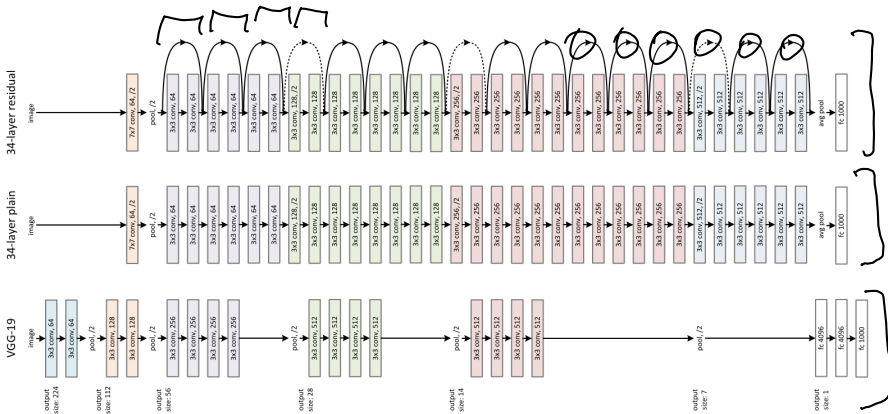 VGG-19
image
3x3 conv, 64
3x3 conv, 64
pool, /2
3x3 conv, 128
3x3 conv, 128
pool, /2
3x3 conv, 256
3x3 conv, 256
3x3 conv, 256
3x3 conv, 256
pool, /2
3x3 conv, 512
3x3 conv, 512
3x3 conv, 512
3x3 conv, 512
pool, /2
3x3 conv, 512
3x3 conv, 512
3x3 conv, 512
3x3 conv, 512
pool, /2
fc 4096
fc 4096
fc 1000
output
size: 224
output
size: 112
output
size: 56
output
size: 28
output
size: 14
output
size: 7
output
size: 1
34-layer plain
image
7x7 conv, 64, /2
pool, /2
3x3 conv, 64
3x3 conv, 64
3x3 conv, 64
3x3 conv, 64
3x3 conv, 64
3x3 conv, 64
3x3 conv, 128, /2
3x3 conv, 128
3x3 conv, 128
3x3 conv, 128
3x3 conv, 128
3x3 conv, 128
3x3 conv, 128
3x3 conv, 128
3x3 conv, 256, /2
3x3 conv, 256
3x3 conv, 256
3x3 conv, 256
3x3 conv, 256
3x3 conv, 256
3x3 conv, 256
3x3 conv, 256
3x3 conv, 256
3x3 conv, 256
3x3 conv, 256
3x3 conv, 256
3x3 conv, 512, /2
3x3 conv, 512
3x3 conv, 512
3x3 conv, 512
3x3 conv, 512
3x3 conv, 512
avg pool
fc 1000
34-layer residual
image
7x7 conv, 64, /2
pool, /2
3x3 conv, 64
3x3 conv, 64
3x3 conv, 64
3x3 conv, 64
3x3 conv, 64
3x3 conv, 64
3x3 conv, 128, /2
3x3 conv, 128
3x3 conv, 128
3x3 conv, 128
3x3 conv, 128
3x3 conv, 128
3x3 conv, 128
3x3 conv, 128
3x3 conv, 256, /2
3x3 conv, 256
3x3 conv, 256
3x3 conv, 256
3x3 conv, 256
3x3 conv, 256
3x3 conv, 256
3x3 conv, 256
3x3 conv, 256
3x3 conv, 256
3x3 conv, 256
3x3 conv, 256
3x3 conv, 512, /2
3x3 conv, 512
3x3 conv, 512
3x3 conv, 512
3x3 conv, 512
3x3 conv, 512
avg pool
fc 1000